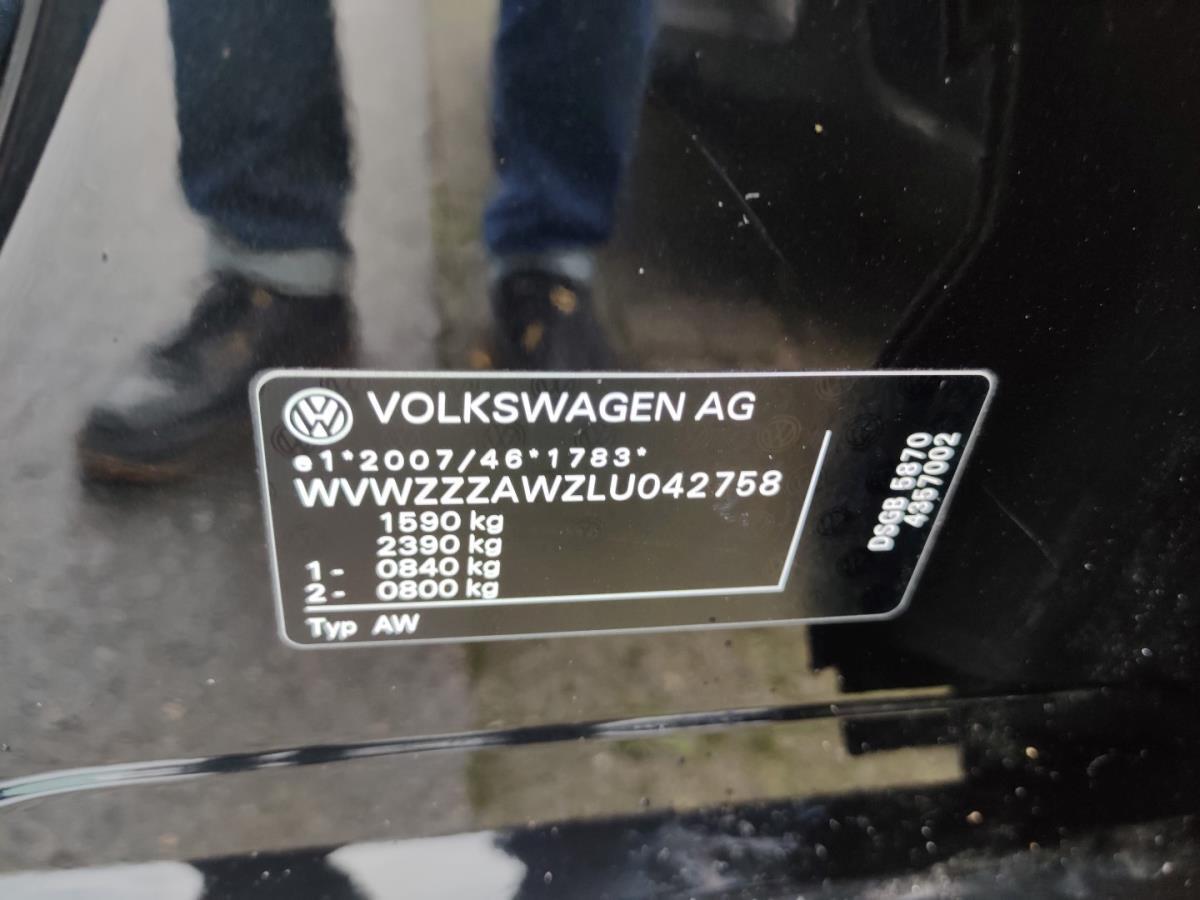 VOLKSWAGEN AG
e1*2007/46*1783*
WVWZZZAWZLU042758
1590 kg
2390 kg
1- 0840 kg
2- 0800 kg
Typ AW
DSGB 5870
4357002